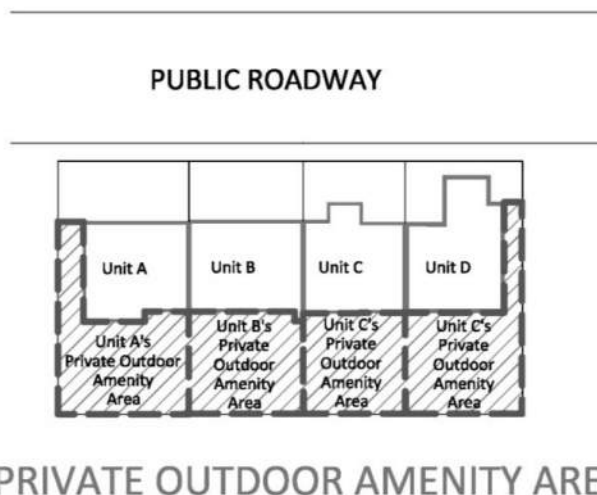 PUBLIC ROADWAY
Unit A
Unit B
Unit C
Unit D
Unit A's
Private Outdoor
Amenity
Area
Unit B's
Private
Outdoor
Amenity
Area
Unit C's
Private
Outdoor
Amenity
Area
Unit C's
Private
Outdoor
Amenity
Area
PRIVATE OUTDOOR AMENITY ARE